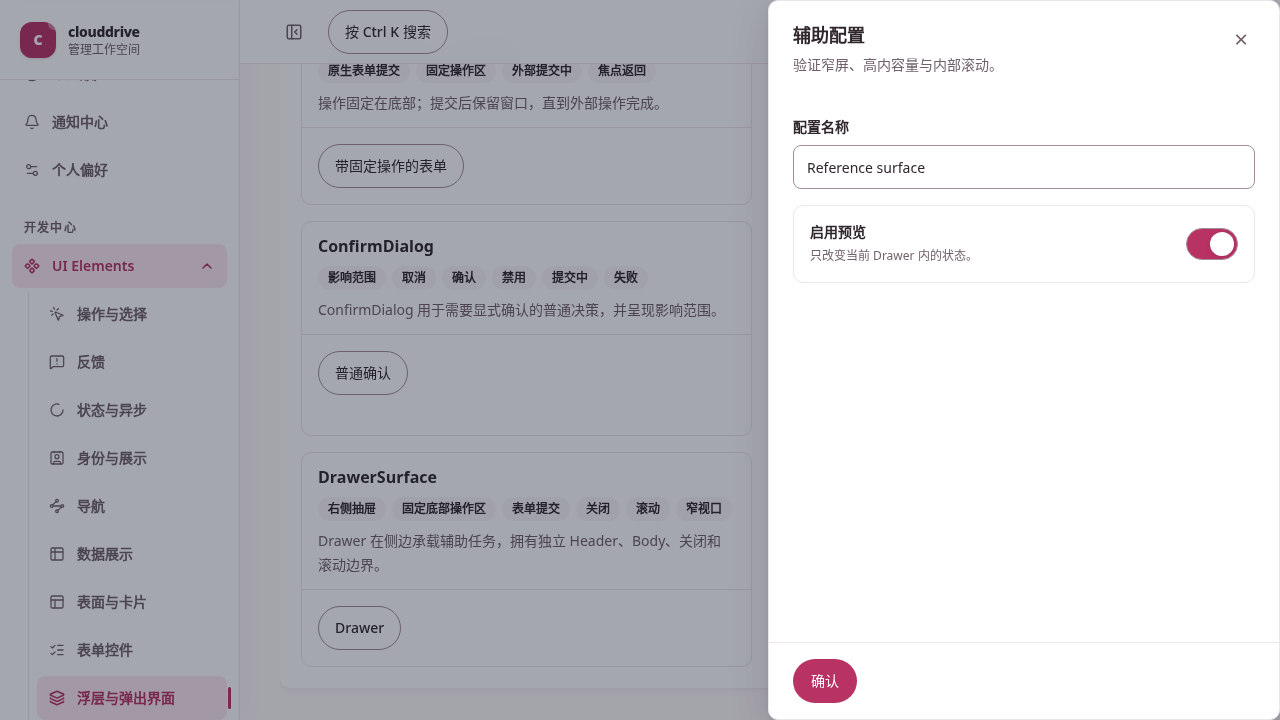 C
clouddrive
管理工作空间
通知中心
个人偏好
开发中心
UI Elements
操作与选择
反馈
状态与异步
身份与展示
导航
数据展示
表面与卡片
表单控件
浮层与弹出界面
按 Ctrl K 搜索
原生表单提交 固定操作区 外部提交中 焦点返回
操作固定在底部；提交后保留窗口，直到外部操作完成。
带固定操作的表单
ConfirmDialog
影响范围 取消 确认 禁用 提交中 失败
ConfirmDialog 用于需要显式确认的普通决策，并呈现影响范围。
普通确认
DrawerSurface
右侧抽屉 固定底部操作区 表单提交 关闭 滚动 窄视口
Drawer 在侧边承载辅助任务，拥有独立 Header、Body、关闭和
滚动边界。
Drawer
辅助配置
验证窄屏、高内容量与内部滚动。
配置名称
Reference surface
启用预览
只改变当前 Drawer 内的状态。
确认